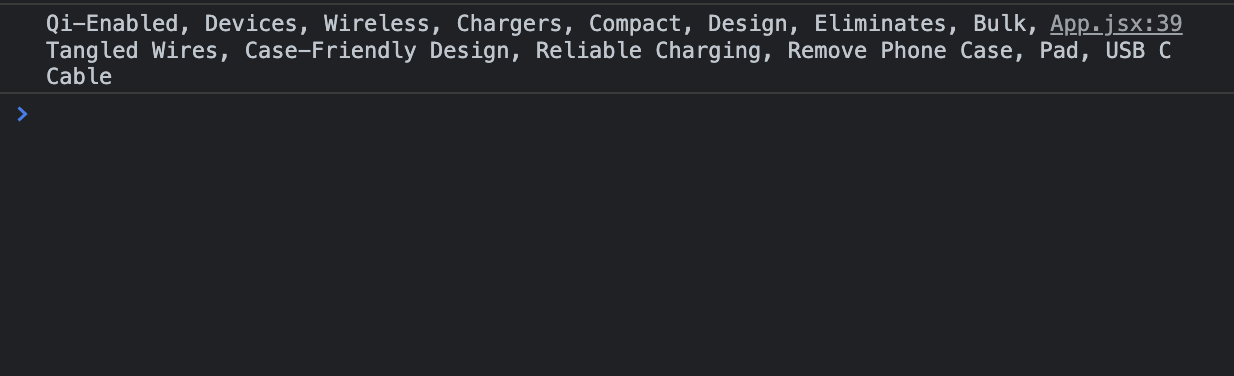 Qi-Enabled, Devices, Wireless, Chargers, Compact, Design, Eliminates, Bulk, App.jsx:39
Tangled Wires, Case-Friendly Design, Reliable Charging, Remove Phone Case, Pad, USB C
Cable